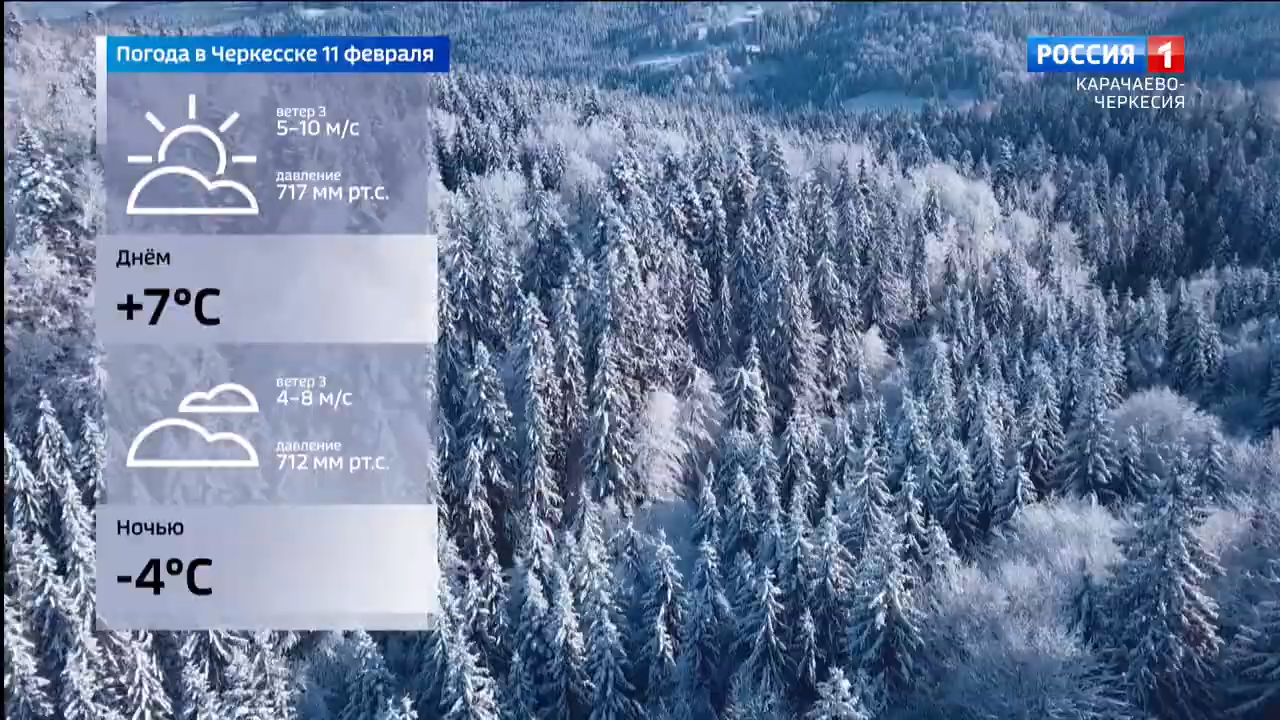 Погода в Черкесске 11 февраля
ветер З
5–10 м/с
давление
717 мм рт.с.
Днём
+7°C
ветер З
4–8 м/с
давление
712 мм рт.с.
Ночью
-4°C
РОССИЯ 1
КАРАЧАЕВО-
ЧЕРКЕСИЯ